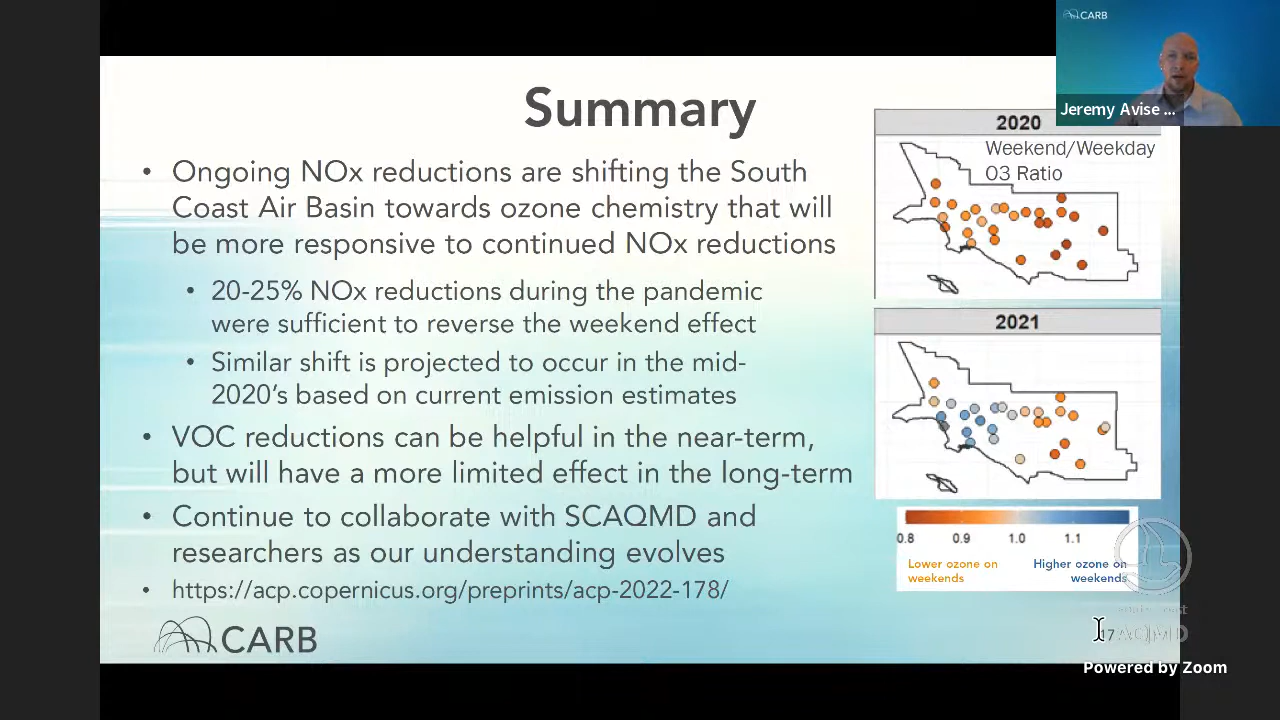 CARB
Jeremy Avise ...
Summary
• Ongoing NOx reductions are shifting the South
Coast Air Basin towards ozone chemistry that will
be more responsive to continued NOx reductions
• 20-25% NOx reductions during the pandemic
were sufficient to reverse the weekend effect
• Similar shift is projected to occur in the mid-
2020's based on current emission estimates
• VOC reductions can be helpful in the near-term,
but will have a more limited effect in the long-term
• Continue to collaborate with SCAQMD and
researchers as our understanding evolves
• https://acp.copernicus.org/preprints/acp-2022-178/
CARB
2020
Weekend/Weekday
O3 Ratio
2021
0.8 0.9 1.0 1.1
Lower ozone on
weekends
Higher ozone on
weekends
South Coast
AQMD
17
Powered by Zoom